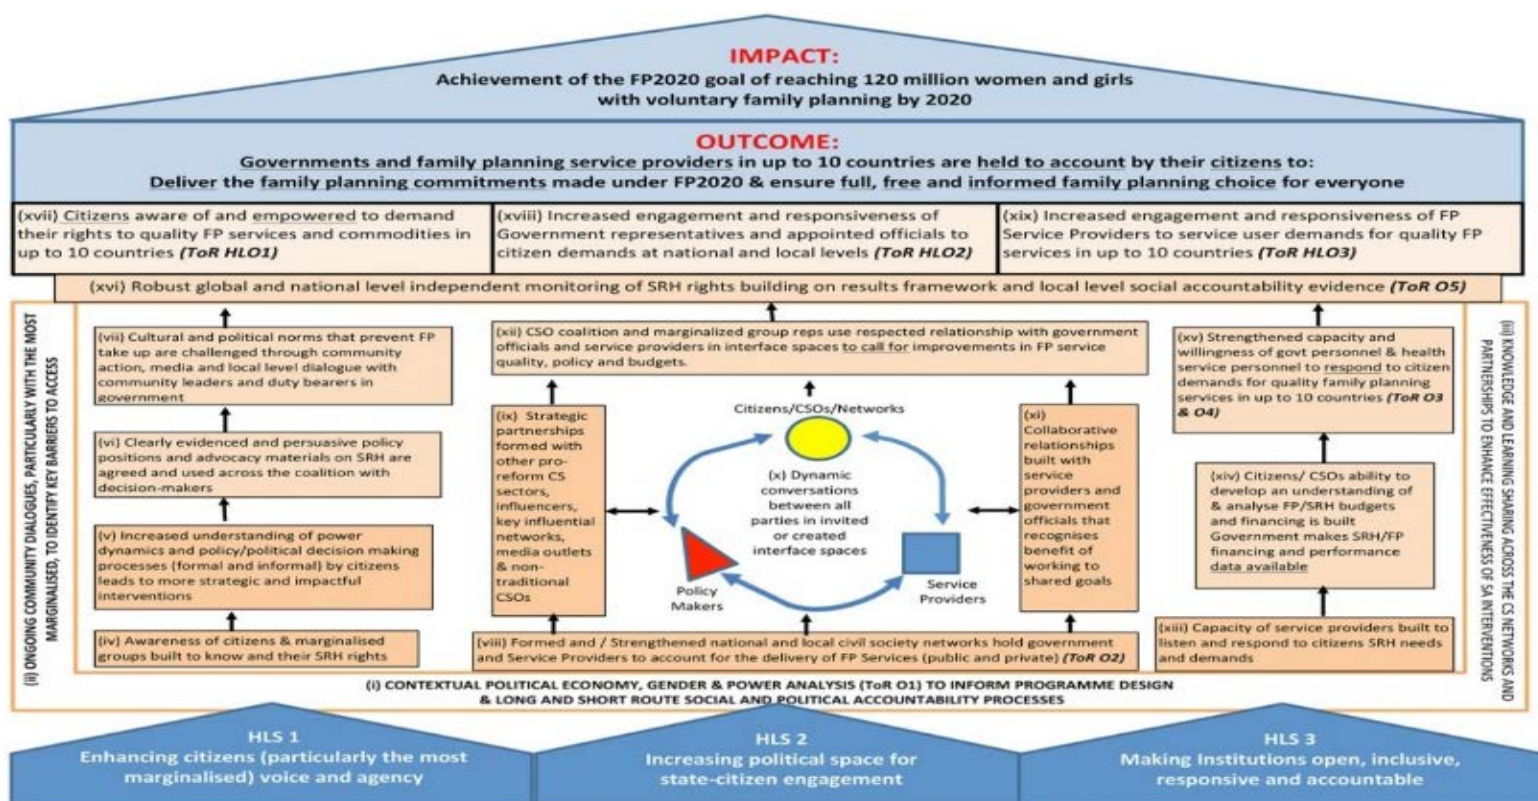 IMPACT:
Achievement of the FP2020 goal of reaching 120 million women and girls
with voluntary family planning by 2020
OUTCOME:
Governments and family planning service providers in up to 10 countries are held to account by their citizens to:
Deliver the family planning commitments made under FP2020 & ensure full, free and informed family planning choice for everyone
(xvii) Citizens aware of and empowered to demand
their rights to quality FP services and commodities in
up to 10 countries (ToR HLO1)
(xviii) Increased engagement and responsiveness of
Government representatives and appointed officials to
citizen demands at national and local levels (ToR HLO2)
(xix) Increased engagement and responsiveness of FP
Service Providers to service user demands for quality FP
services in up to 10 countries (ToR HLO3)
(xvi) Robust global and national level independent monitoring of SRH rights building on results framework and local level social accountability evidence (ToR O5)
(ii) ONGOING COMMUNITY DIALOGUES, PARTICULARLY WITH THE MOST
MARGINALISED, TO IDENTIFY KEY BARRIERS TO ACCESS
(vii) Cultural and political norms that prevent FP
take up are challenged through community
action, media and local level dialogue with
community leaders and duty bearers in
government
(vi) Clearly evidenced and persuasive policy
positions and advocacy materials on SRH are
agreed and used across the coalition with
decision-makers
(v) Increased understanding of power
dynamics and policy/political decision making
processes (formal and informal) by citizens
leads to more strategic and impactful
interventions
(iv) Awareness of citizens & marginalised
groups built to know and their SRH rights
(xii) CSO coalition and marginalized group reps use respected relationship with government
officials and service providers in interface spaces to call for improvements in FP service
quality, policy and budgets.
(ix) Strategic
partnerships
formed with
other pro-
reform CS
sectors,
influencers,
key influential
networks,
media outlets
& non-
traditional
CSOs
Citizens/CSOs/Networks
(x) Dynamic
conversations
between all
parties in invited
or created
interface spaces
Policy
Makers
Service
Providers
(xi)
Collaborative
relationships
built with
service
providers and
government
officials that
recognises
benefit of
working to
shared goals
(viii) Formed and / Strengthened national and local civil society networks hold government
and Service Providers to account for the delivery of FP Services (public and private) (ToR O2)
(xv) Strengthened capacity and
willingness of govt personnel & health
service personnel to respond to citizen
demands for quality family planning
services in up to 10 countries (ToR O3
& O4)
(xiv) Citizens/ CSOs ability to
develop an understanding of
& analyse FP/SRH budgets
and financing is built
Government makes SRH/FP
financing and performance
data available
(xiii) Capacity of service providers built to
listen and respond to citizens SRH needs
and demands
(iii) KNOWLEDGE AND LEARNING SHARING ACROSS THE CS NETWORKS AND
PARTNERSHIPS TO ENHANCE EFFECTIVENESS OF SA INTERVENTIONS
(i) CONTEXTUAL POLITICAL ECONOMY, GENDER & POWER ANALYSIS (ToR O1) TO INFORM PROGRAMME DESIGN
& LONG AND SHORT ROUTE SOCIAL AND POLITICAL ACCOUNTABILITY PROCESSES
HLS 1
Enhancing citizens (particularly the most
marginalised) voice and agency
HLS 2
Increasing political space for
state-citizen engagement
HLS 3
Making Institutions open, inclusive,
responsive and accountable